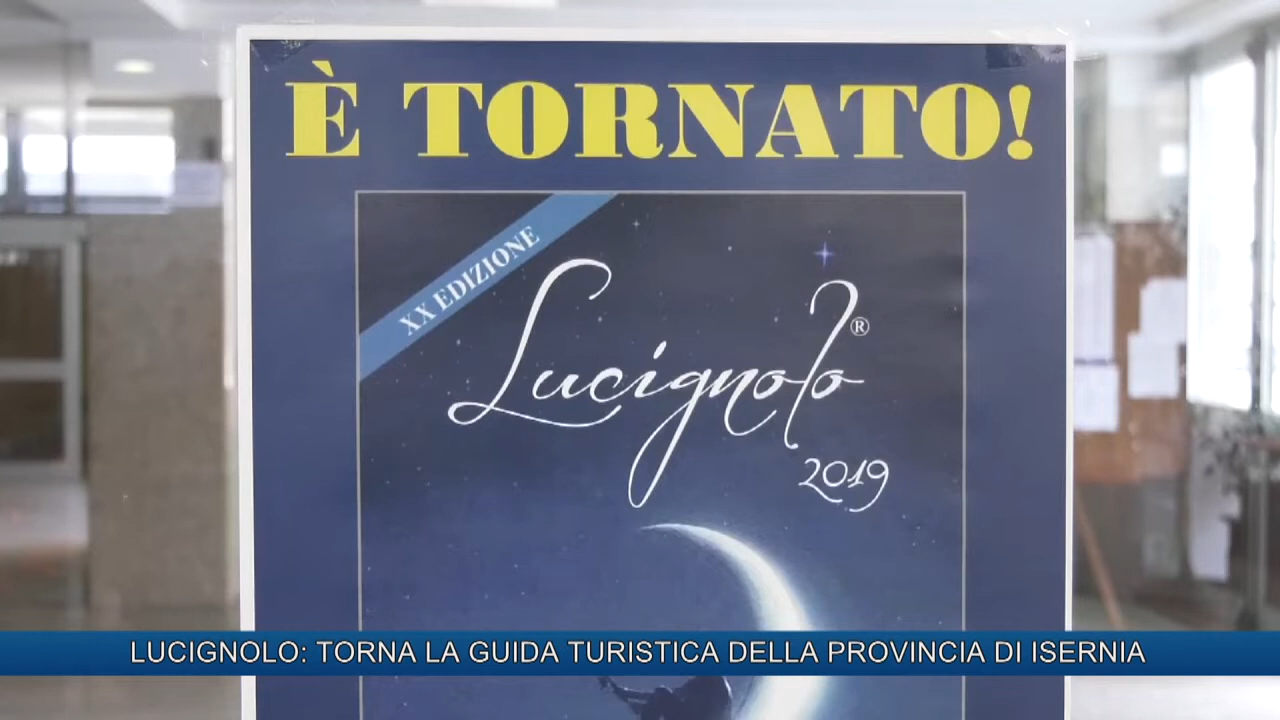 È TORNATO!
XX EDIZIONE
Lucignolo®
2019
LUCIGNOLO: TORNA LA GUIDA TURISTICA DELLA PROVINCIA DI ISERNIA